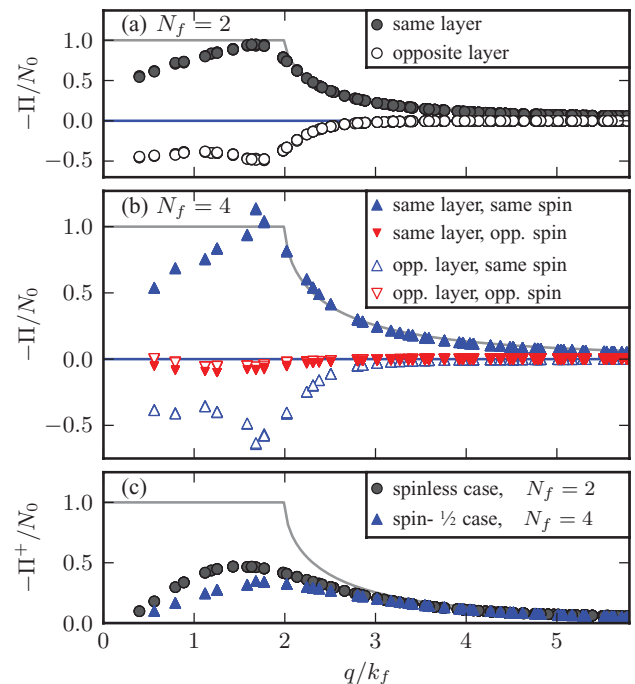 (a) N_f = 2
same layer
opposite layer
1.0
0.5
0.0
−0.5
−Π/N_0
(b) N_f = 4
same layer, same spin
same layer, opp. spin
opp. layer, same spin
opp. layer, opp. spin
1.0
0.5
0.0
−0.5
−Π/N_0
(c)
spinless case, N_f = 2
spin- ½ case, N_f = 4
1.0
0.5
0.0
−Π^+/N_0
0 1 2 3 4 5
q/k_f